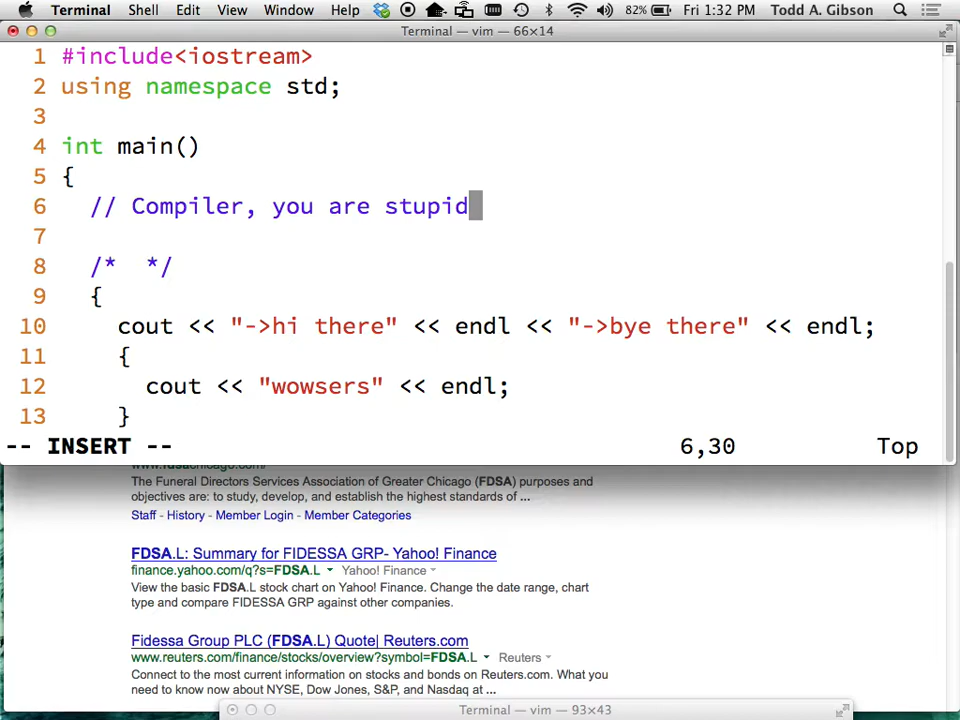 Terminal Shell Edit View Window Help 82% Fri 1:32 PM Todd A. Gibson
Terminal — vim — 66×14
1 #include<iostream>
2 using namespace std;
3
4 int main()
5 {
6 // Compiler, you are stupid
7
8 /*  */
9 {
10 cout << "->hi there" << endl << "->bye there" << endl;
11 {
12 cout << "wowsers" << endl;
13 }
-- INSERT -- 6,30 Top
www.fdsachicago.com/
The Funeral Directors Services Association of Greater Chicago (FDSA) purposes and
objectives are: to study, develop, and establish the highest standards of ...
Staff - History - Member Login - Member Categories
FDSA.L: Summary for FIDESSA GRP- Yahoo! Finance
finance.yahoo.com/q?s=FDSA.L Yahoo! Finance
View the basic FDSA.L stock chart on Yahoo! Finance. Change the date range, chart
type and compare FIDESSA GRP against other companies.
Fidessa Group PLC (FDSA.L) Quote| Reuters.com
www.reuters.com/finance/stocks/overview?symbol=FDSA.L Reuters
Connect to the most current information on stocks and bonds on Reuters.com. What you
need to know now about NYSE, Dow Jones, S&P, and Nasdaq at ...
Terminal — vim — 93×43